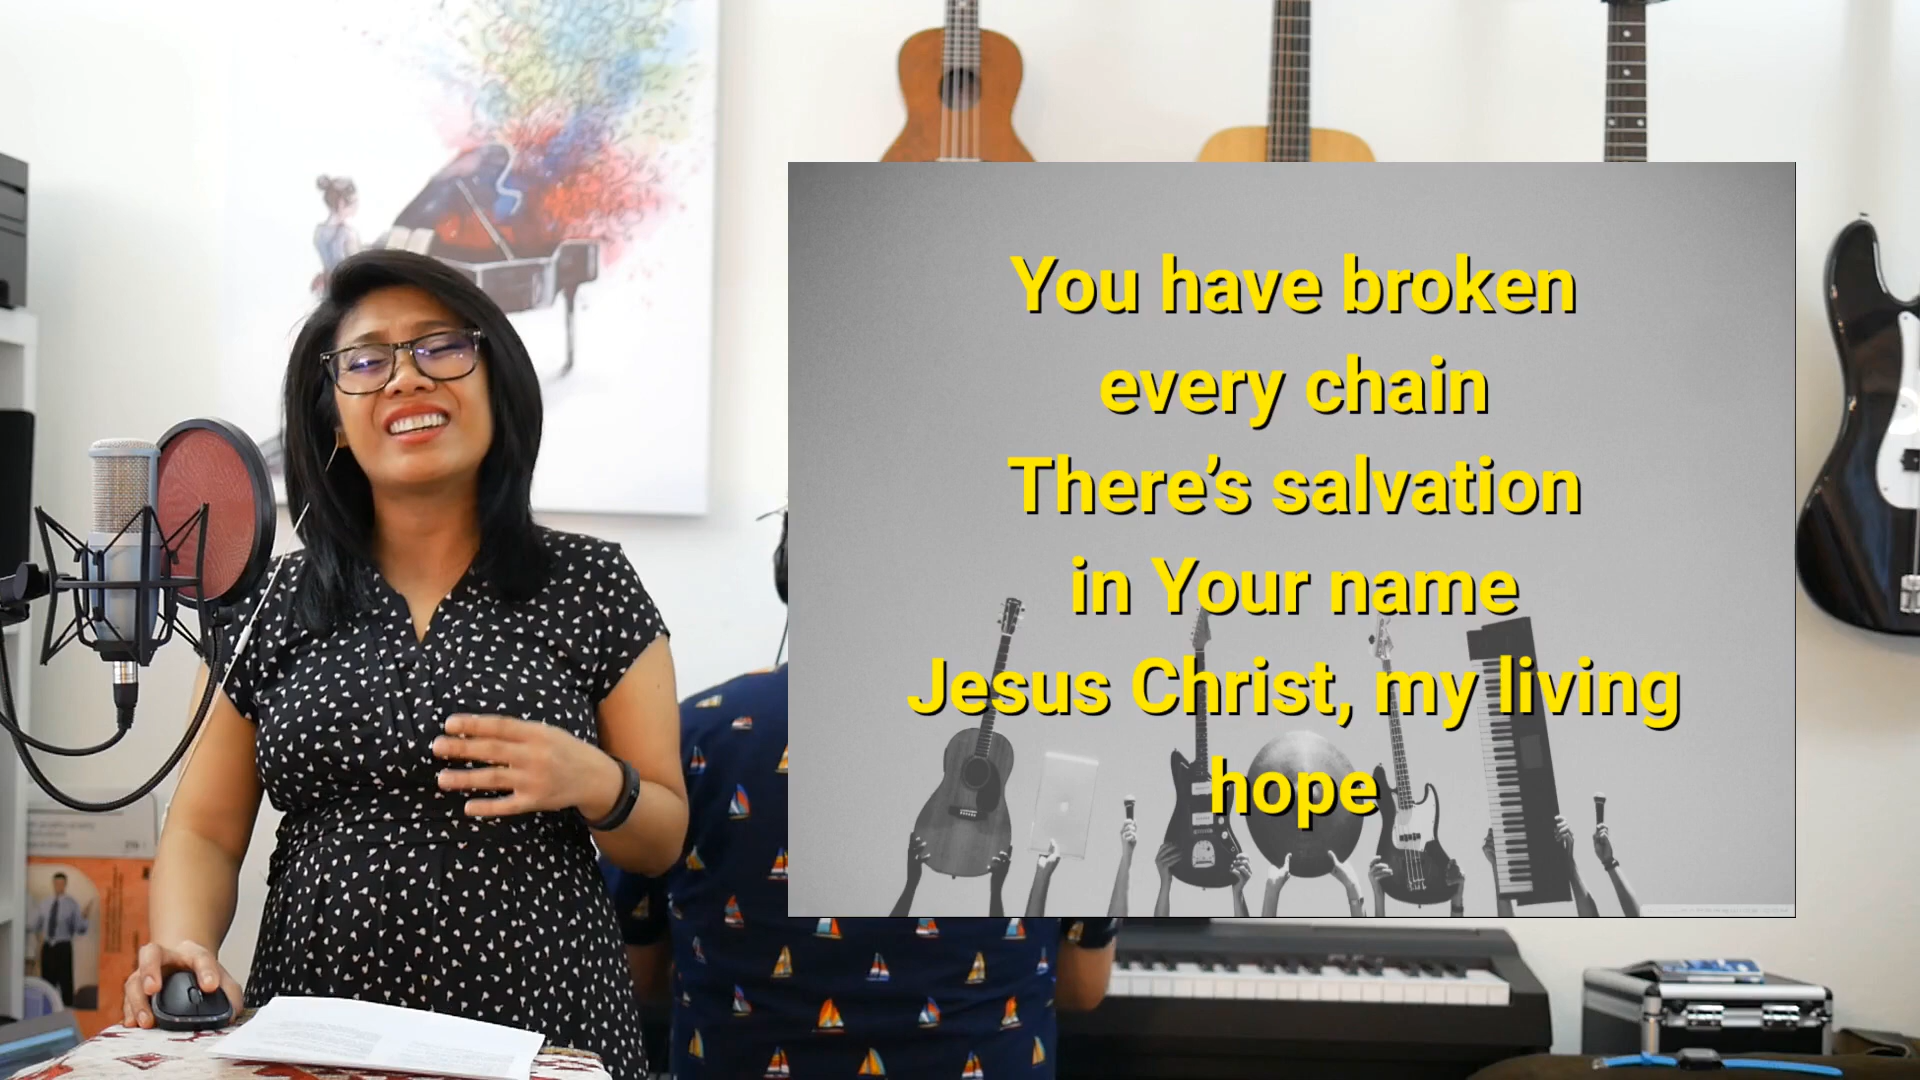 You have broken
every chain
There's salvation
in Your name
Jesus Christ, my living
hope